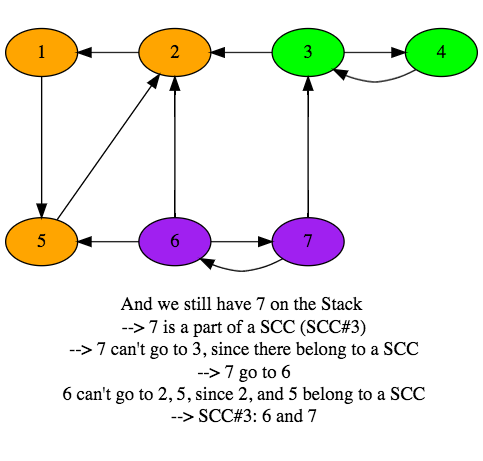 1 2 3 4
5 6 7
And we still have 7 on the Stack
--> 7 is a part of a SCC (SCC#3)
--> 7 can't go to 3, since there belong to a SCC
--> 7 go to 6
6 can't go to 2, 5, since 2, and 5 belong to a SCC
--> SCC#3: 6 and 7